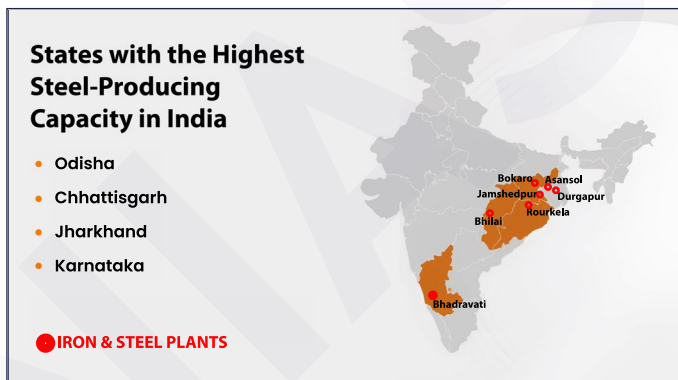 States with the Highest
Steel-Producing
Capacity in India
Odisha
Chhattisgarh
Jharkhand
Karnataka
IRON & STEEL PLANTS
Bokaro
Asansol
Jamshedpur
Durgapur
Rourkela
Bhilai
Bhadravati